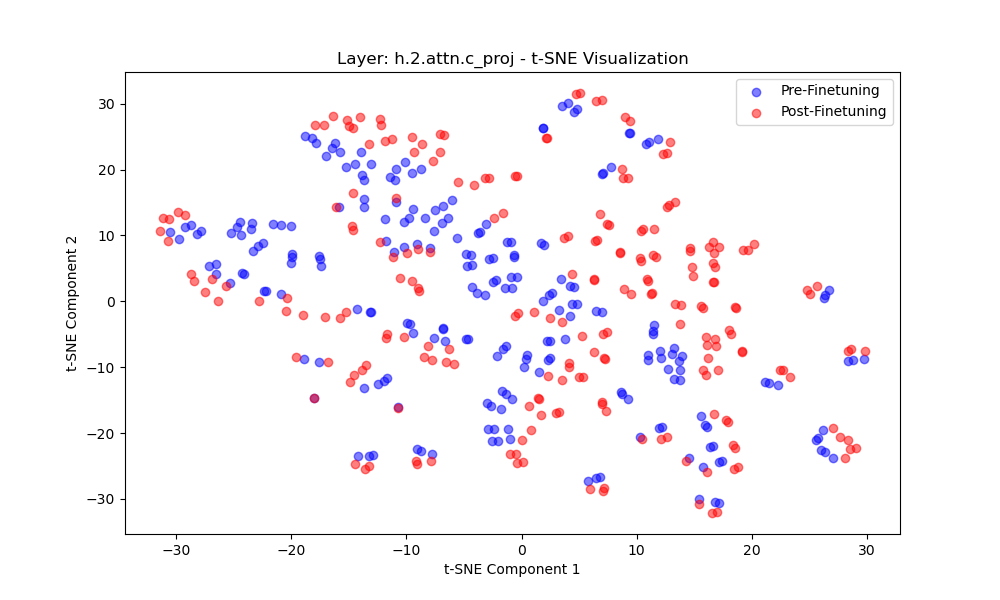 Layer: h.2.attn.c_proj - t-SNE Visualization
Pre-Finetuning
Post-Finetuning
30
20
10
0
−10
−20
−30
t-SNE Component 2
−30
−20
−10
0
10
20
30
t-SNE Component 1